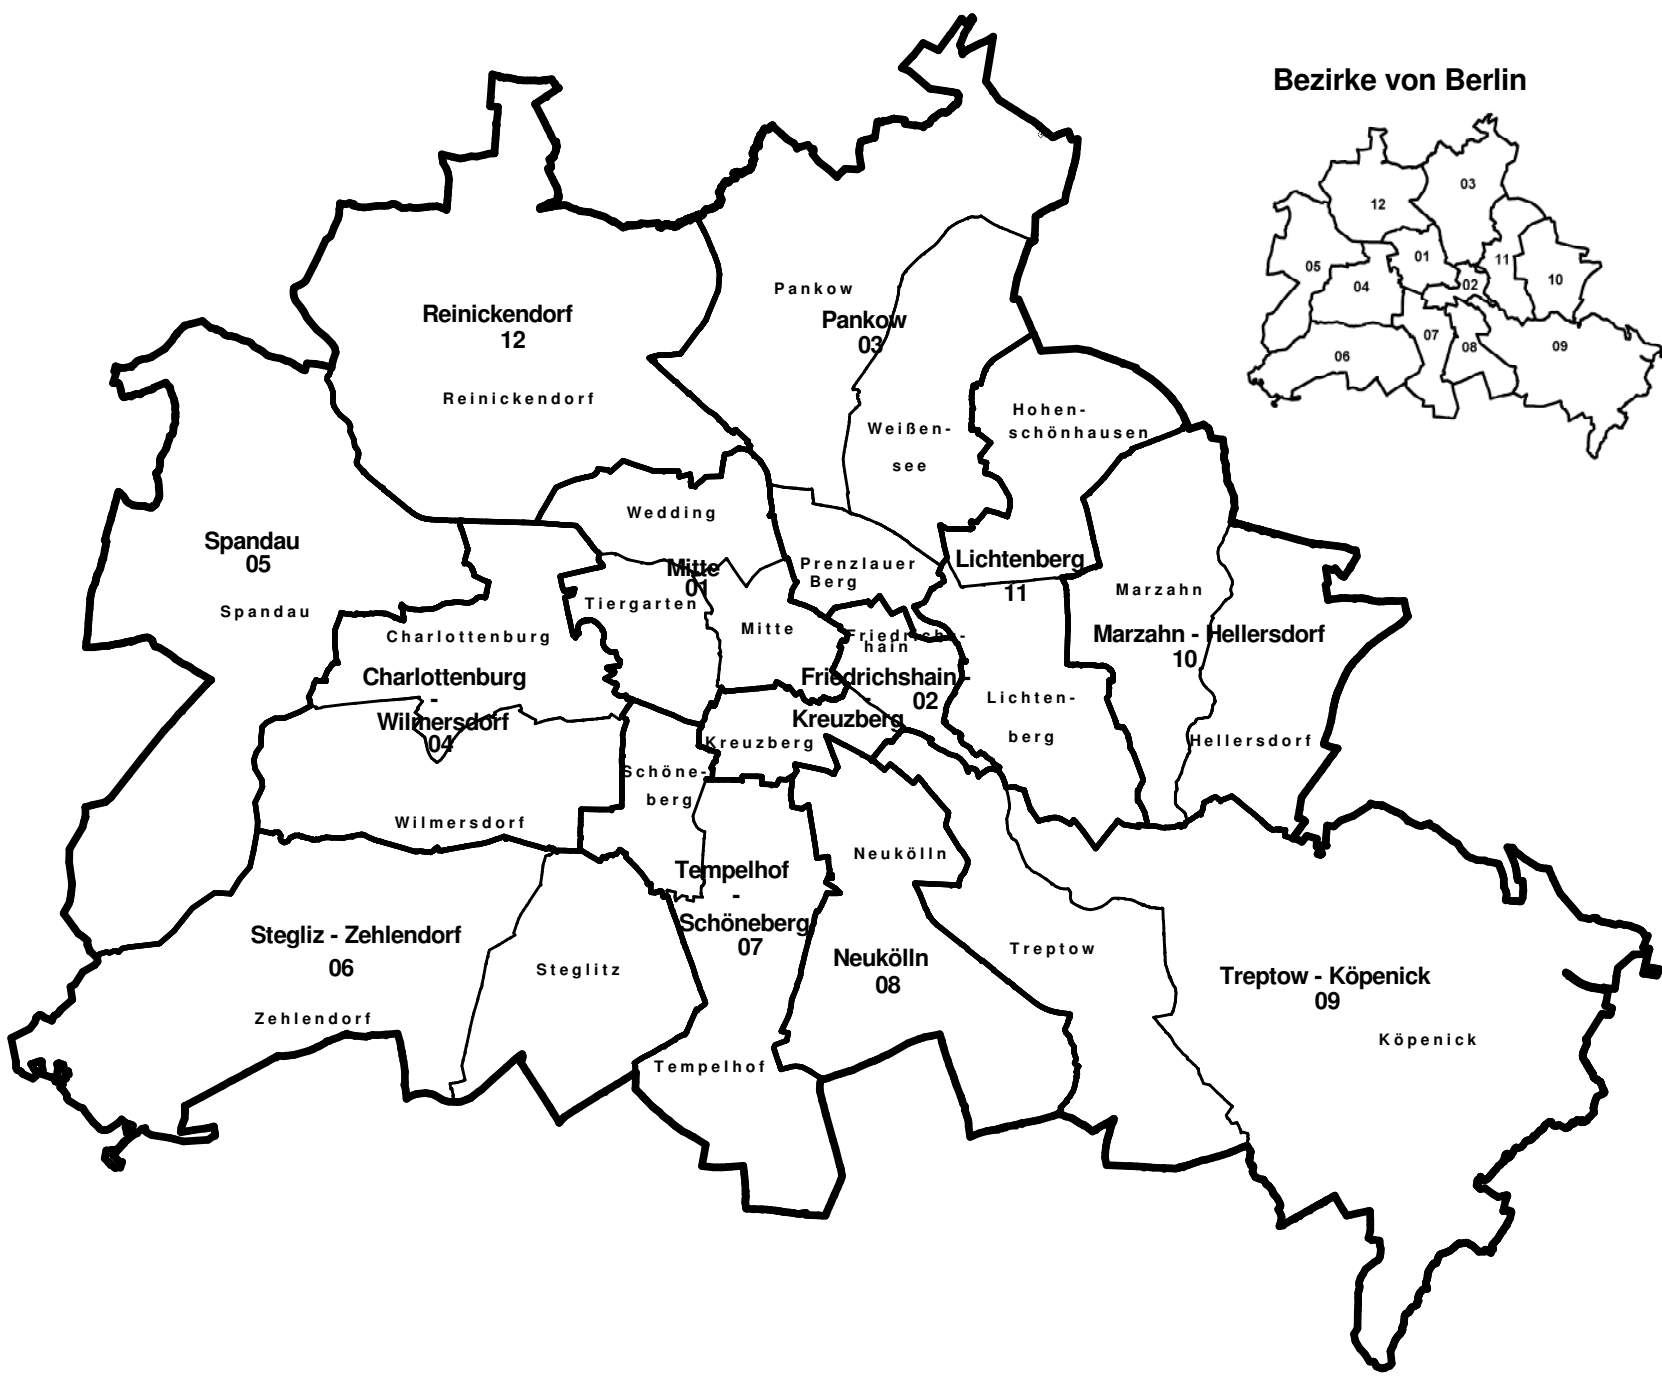 Bezirke von Berlin
03
12
01
11
05
10
04
02
07
08
09
06
Reinickendorf
12
Reinickendorf
Pankow
Pankow
03
Weißen-
see
Hohen-
schönhausen
Wedding
Spandau
05
Spandau
Mitte
01
Tiergarten
Mitte
Prenzlauer
Berg
Lichtenberg
11
Lichten-
berg
Marzahn
Marzahn - Hellersdorf
10
Hellersdorf
Charlottenburg
Charlottenburg
-
Wilmersdorf
04
Wilmersdorf
Friedrichs-
hain
Friedrichshain -
-
02
Kreuzberg
Kreuzberg
Schöne-
berg
Tempelhof
-
Schöneberg
07
Tempelhof
Neukölln
Neukölln
08
Stegliz - Zehlendorf
06
Zehlendorf
Steglitz
Treptow
Treptow - Köpenick
09
Köpenick